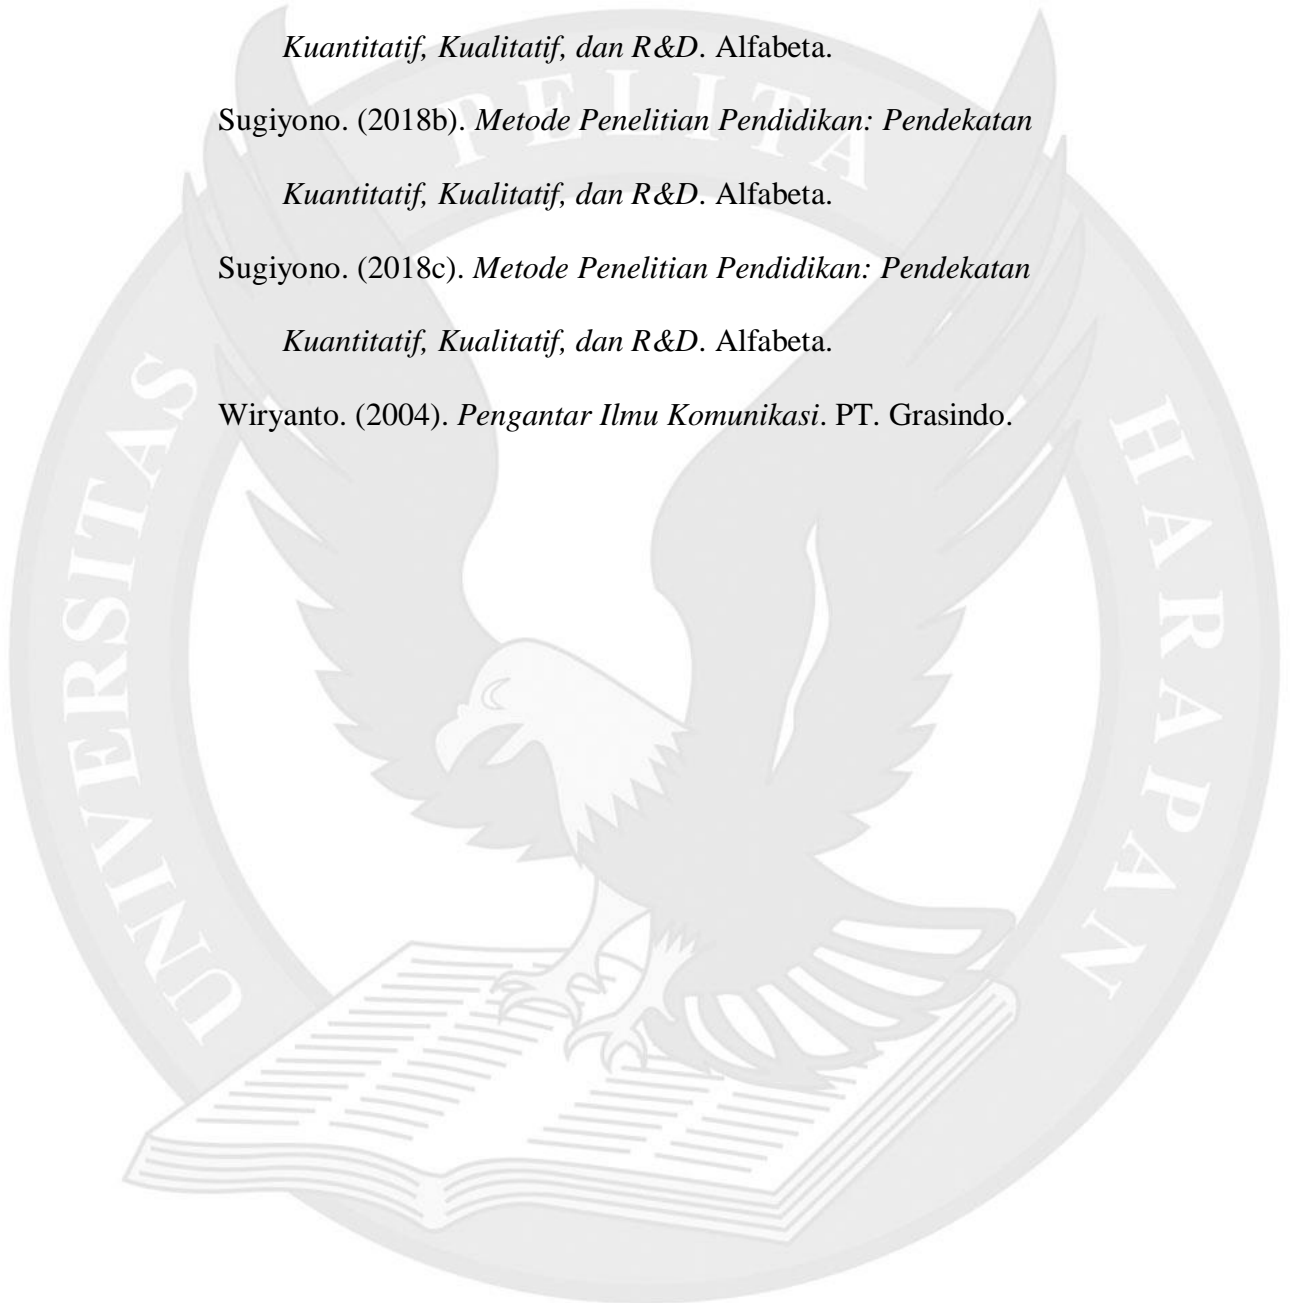 Kuantitatif, Kualitatif, dan R&D. Alfabeta.
Sugiyono. (2018b). Metode Penelitian Pendidikan: Pendekatan
Kuantitatif, Kualitatif, dan R&D. Alfabeta.
Sugiyono. (2018c). Metode Penelitian Pendidikan: Pendekatan
Kuantitatif, Kualitatif, dan R&D. Alfabeta.
Wiryanto. (2004). Pengantar Ilmu Komunikasi. PT. Grasindo.
UNIVERSITAS
PELITA
HARAPAN